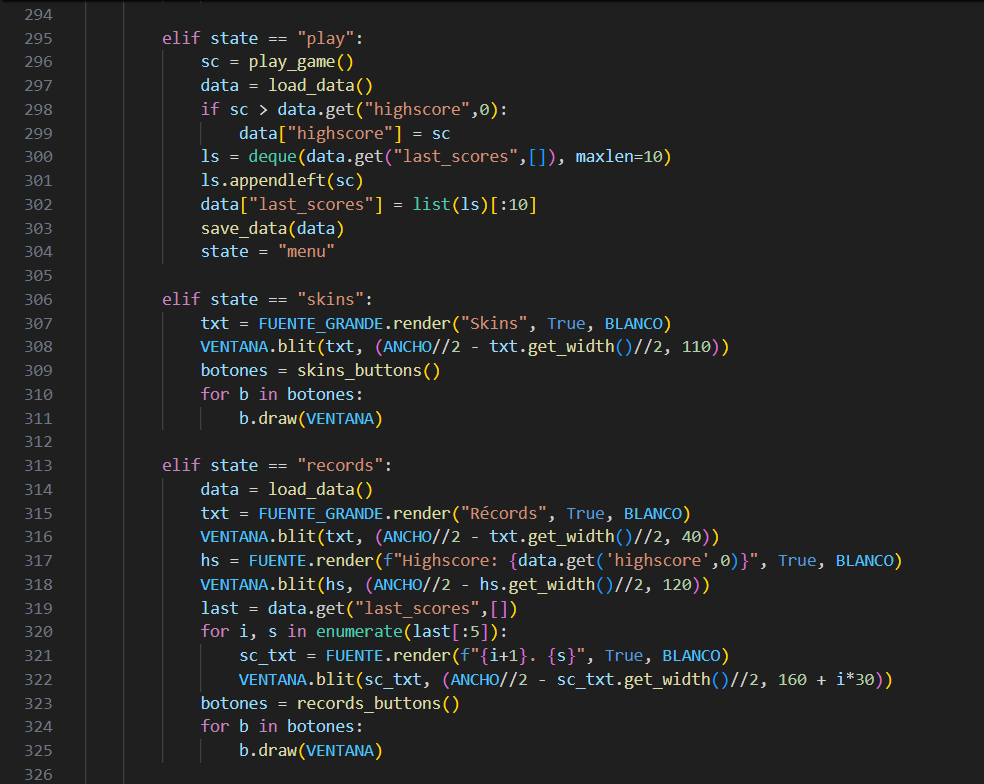 294
295 elif state == "play":
296 sc = play_game()
297 data = load_data()
298 if sc > data.get("highscore",0):
299 data["highscore"] = sc
300 ls = deque(data.get("last_scores",[]), maxlen=10)
301 ls.appendleft(sc)
302 data["last_scores"] = list(ls)[:10]
303 save_data(data)
304 state = "menu"
305
306 elif state == "skins":
307 txt = FUENTE_GRANDE.render("Skins", True, BLANCO)
308 VENTANA.blit(txt, (ANCHO//2 - txt.get_width()//2, 110))
309 botones = skins_buttons()
310 for b in botones:
311 b.draw(VENTANA)
312
313 elif state == "records":
314 data = load_data()
315 txt = FUENTE_GRANDE.render("Récords", True, BLANCO)
316 VENTANA.blit(txt, (ANCHO//2 - txt.get_width()//2, 40))
317 hs = FUENTE.render(f"Highscore: {data.get('highscore',0)}", True, BLANCO)
318 VENTANA.blit(hs, (ANCHO//2 - hs.get_width()//2, 120))
319 last = data.get("last_scores",[])
320 for i, s in enumerate(last[:5]):
321 sc_txt = FUENTE.render(f"{i+1}. {s}", True, BLANCO)
322 VENTANA.blit(sc_txt, (ANCHO//2 - sc_txt.get_width()//2, 160 + i*30))
323 botones = records_buttons()
324 for b in botones:
325 b.draw(VENTANA)
326